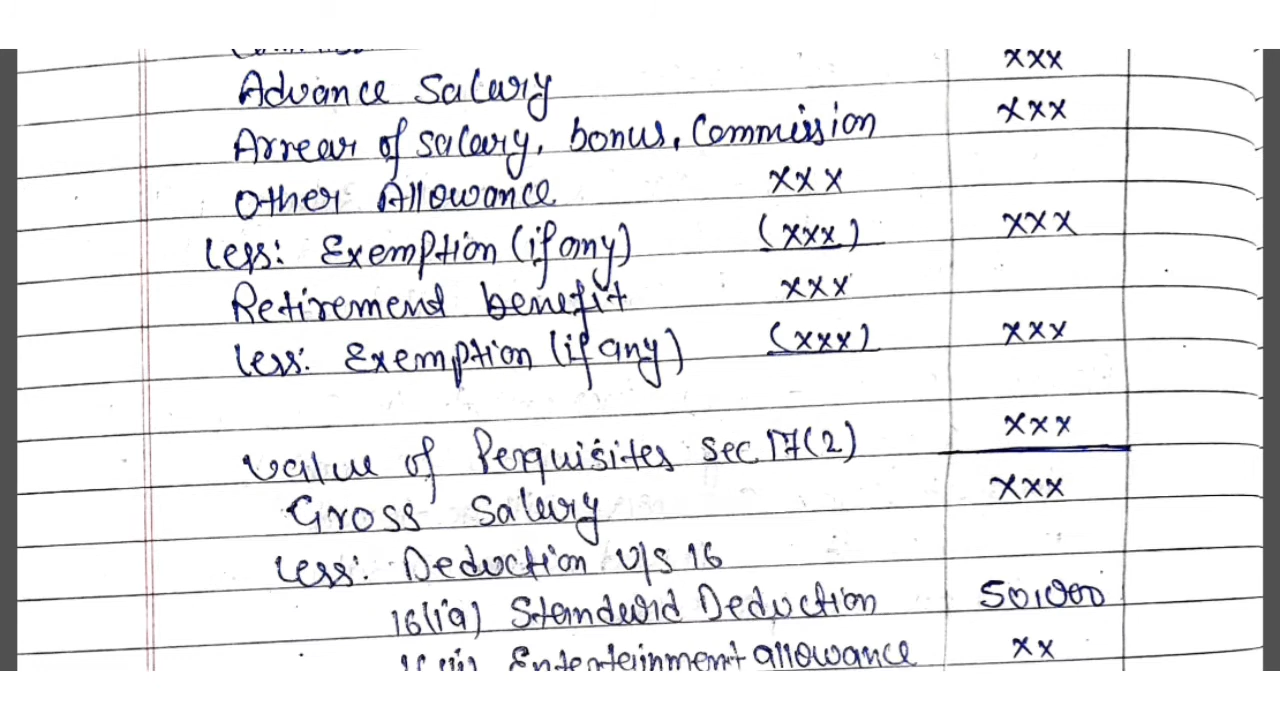 xxx
Advance Salary xxx
Arrear of salary, bonus, Commission
Other Allowance xxx
less: Exemption (if any) (xxx) xxx
Retiremend benefit xxx
less: Exemption (if any) (xxx) xxx
value of Perquisites sec 17(2) xxx
Gross Salary xxx
less: Deduction U/S 16
16(ia) Standard Deduction 50,000
Entertainment allowance xx